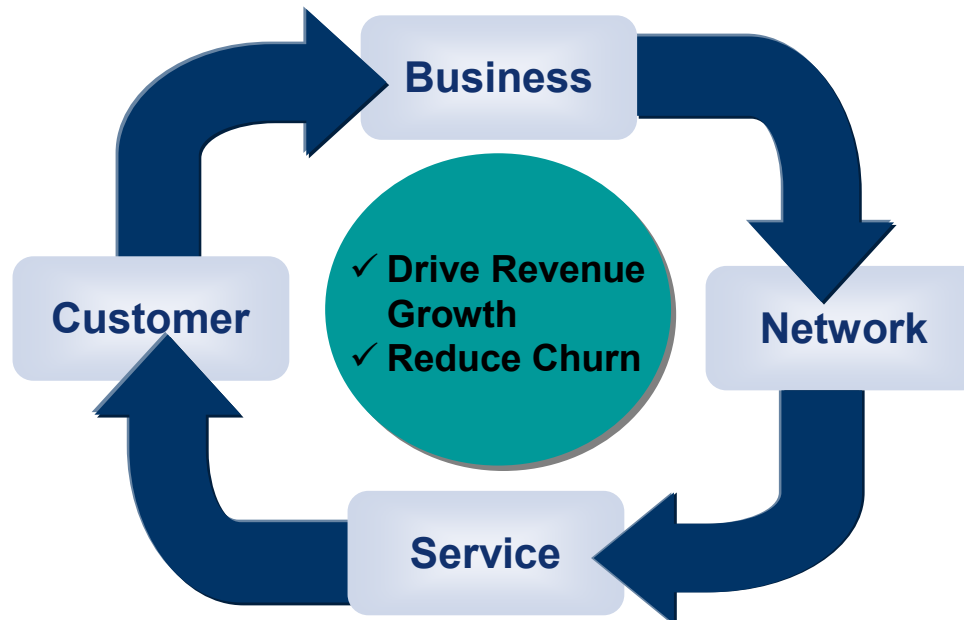 Business
Customer
✓ Drive Revenue
Growth
✓ Reduce Churn
Network
Service